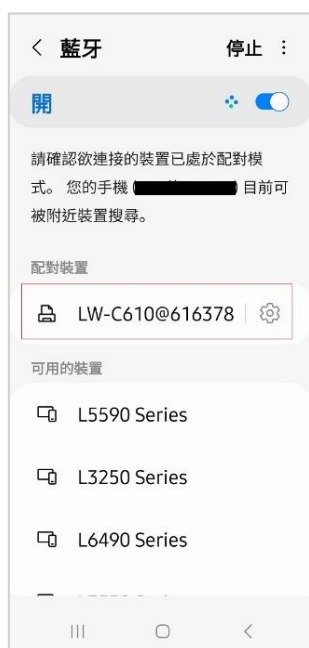 藍牙 停止
開
請確認欲連接的裝置已處於配對模
式。 您的手機 ( ) 目前可
被附近裝置搜尋。
配對裝置
LW-C610@616378
可用的裝置
L5590 Series
L3250 Series
L6490 Series